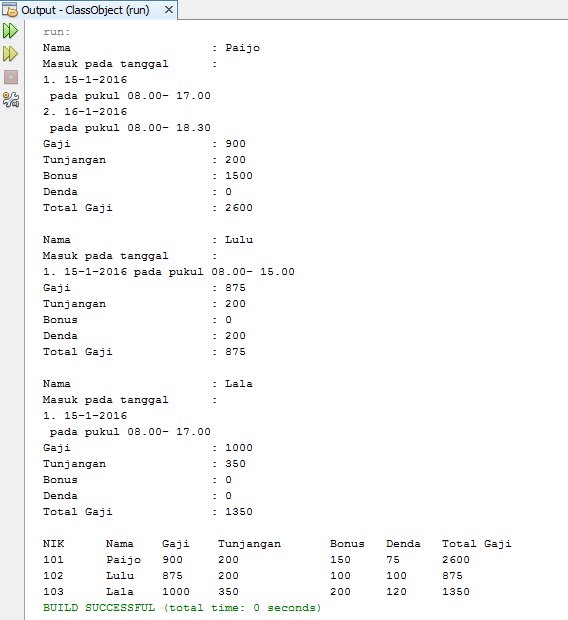 Output - ClassObject (run)
run:
Nama : Paijo
Masuk pada tanggal :
1. 15-1-2016
pada pukul 08.00- 17.00
2. 16-1-2016
pada pukul 08.00- 18.30
Gaji : 900
Tunjangan : 200
Bonus : 1500
Denda : 0
Total Gaji : 2600
Nama : Lulu
Masuk pada tanggal :
1. 15-1-2016 pada pukul 08.00- 15.00
Gaji : 875
Tunjangan : 200
Bonus : 0
Denda : 200
Total Gaji : 875
Nama : Lala
Masuk pada tanggal :
1. 15-1-2016
pada pukul 08.00- 17.00
Gaji : 1000
Tunjangan : 350
Bonus : 0
Denda : 0
Total Gaji : 1350
NIK Nama Gaji Tunjangan Bonus Denda Total Gaji
101 Paijo 900 200 150 75 2600
102 Lulu 875 200 100 100 875
103 Lala 1000 350 200 120 1350
BUILD SUCCESSFUL (total time: 0 seconds)